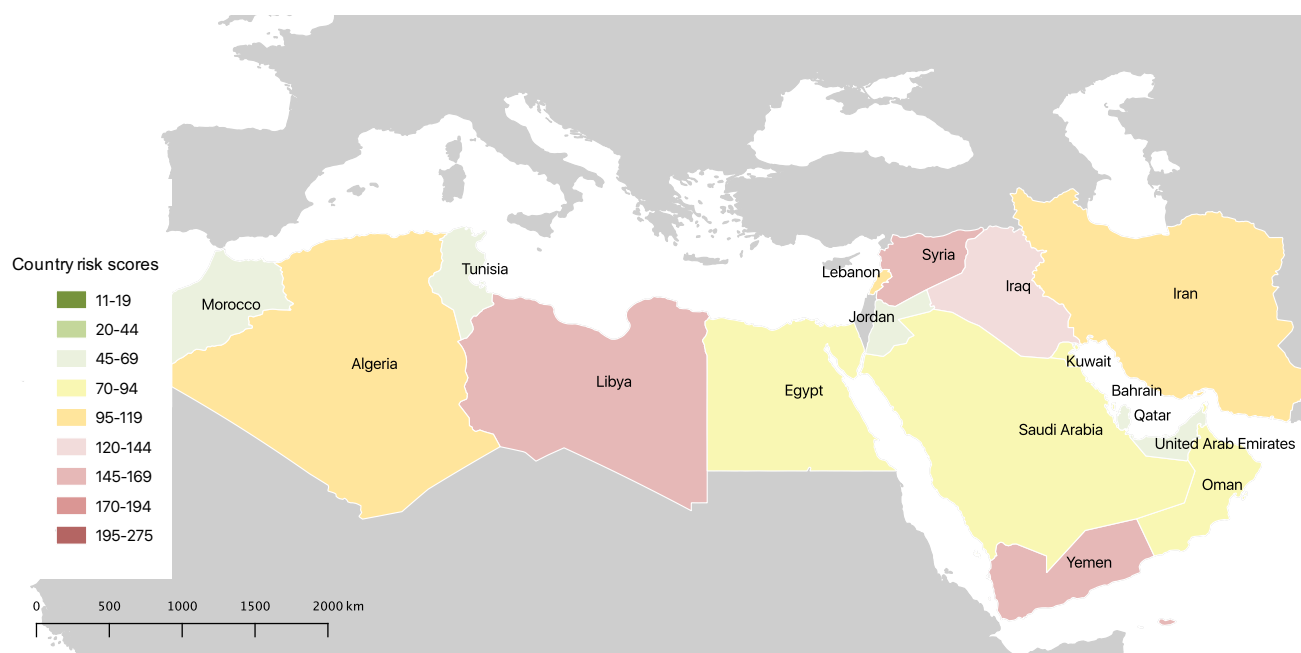 Country risk scores
11-19
20-44
45-69
70-94
95-119
120-144
145-169
170-194
195-275
0 500 1000 1500 2000 km
Morocco
Algeria
Tunisia
Libya
Egypt
Lebanon
Syria
Jordan
Iraq
Iran
Kuwait
Bahrain
Qatar
Saudi Arabia
United Arab Emirates
Oman
Yemen